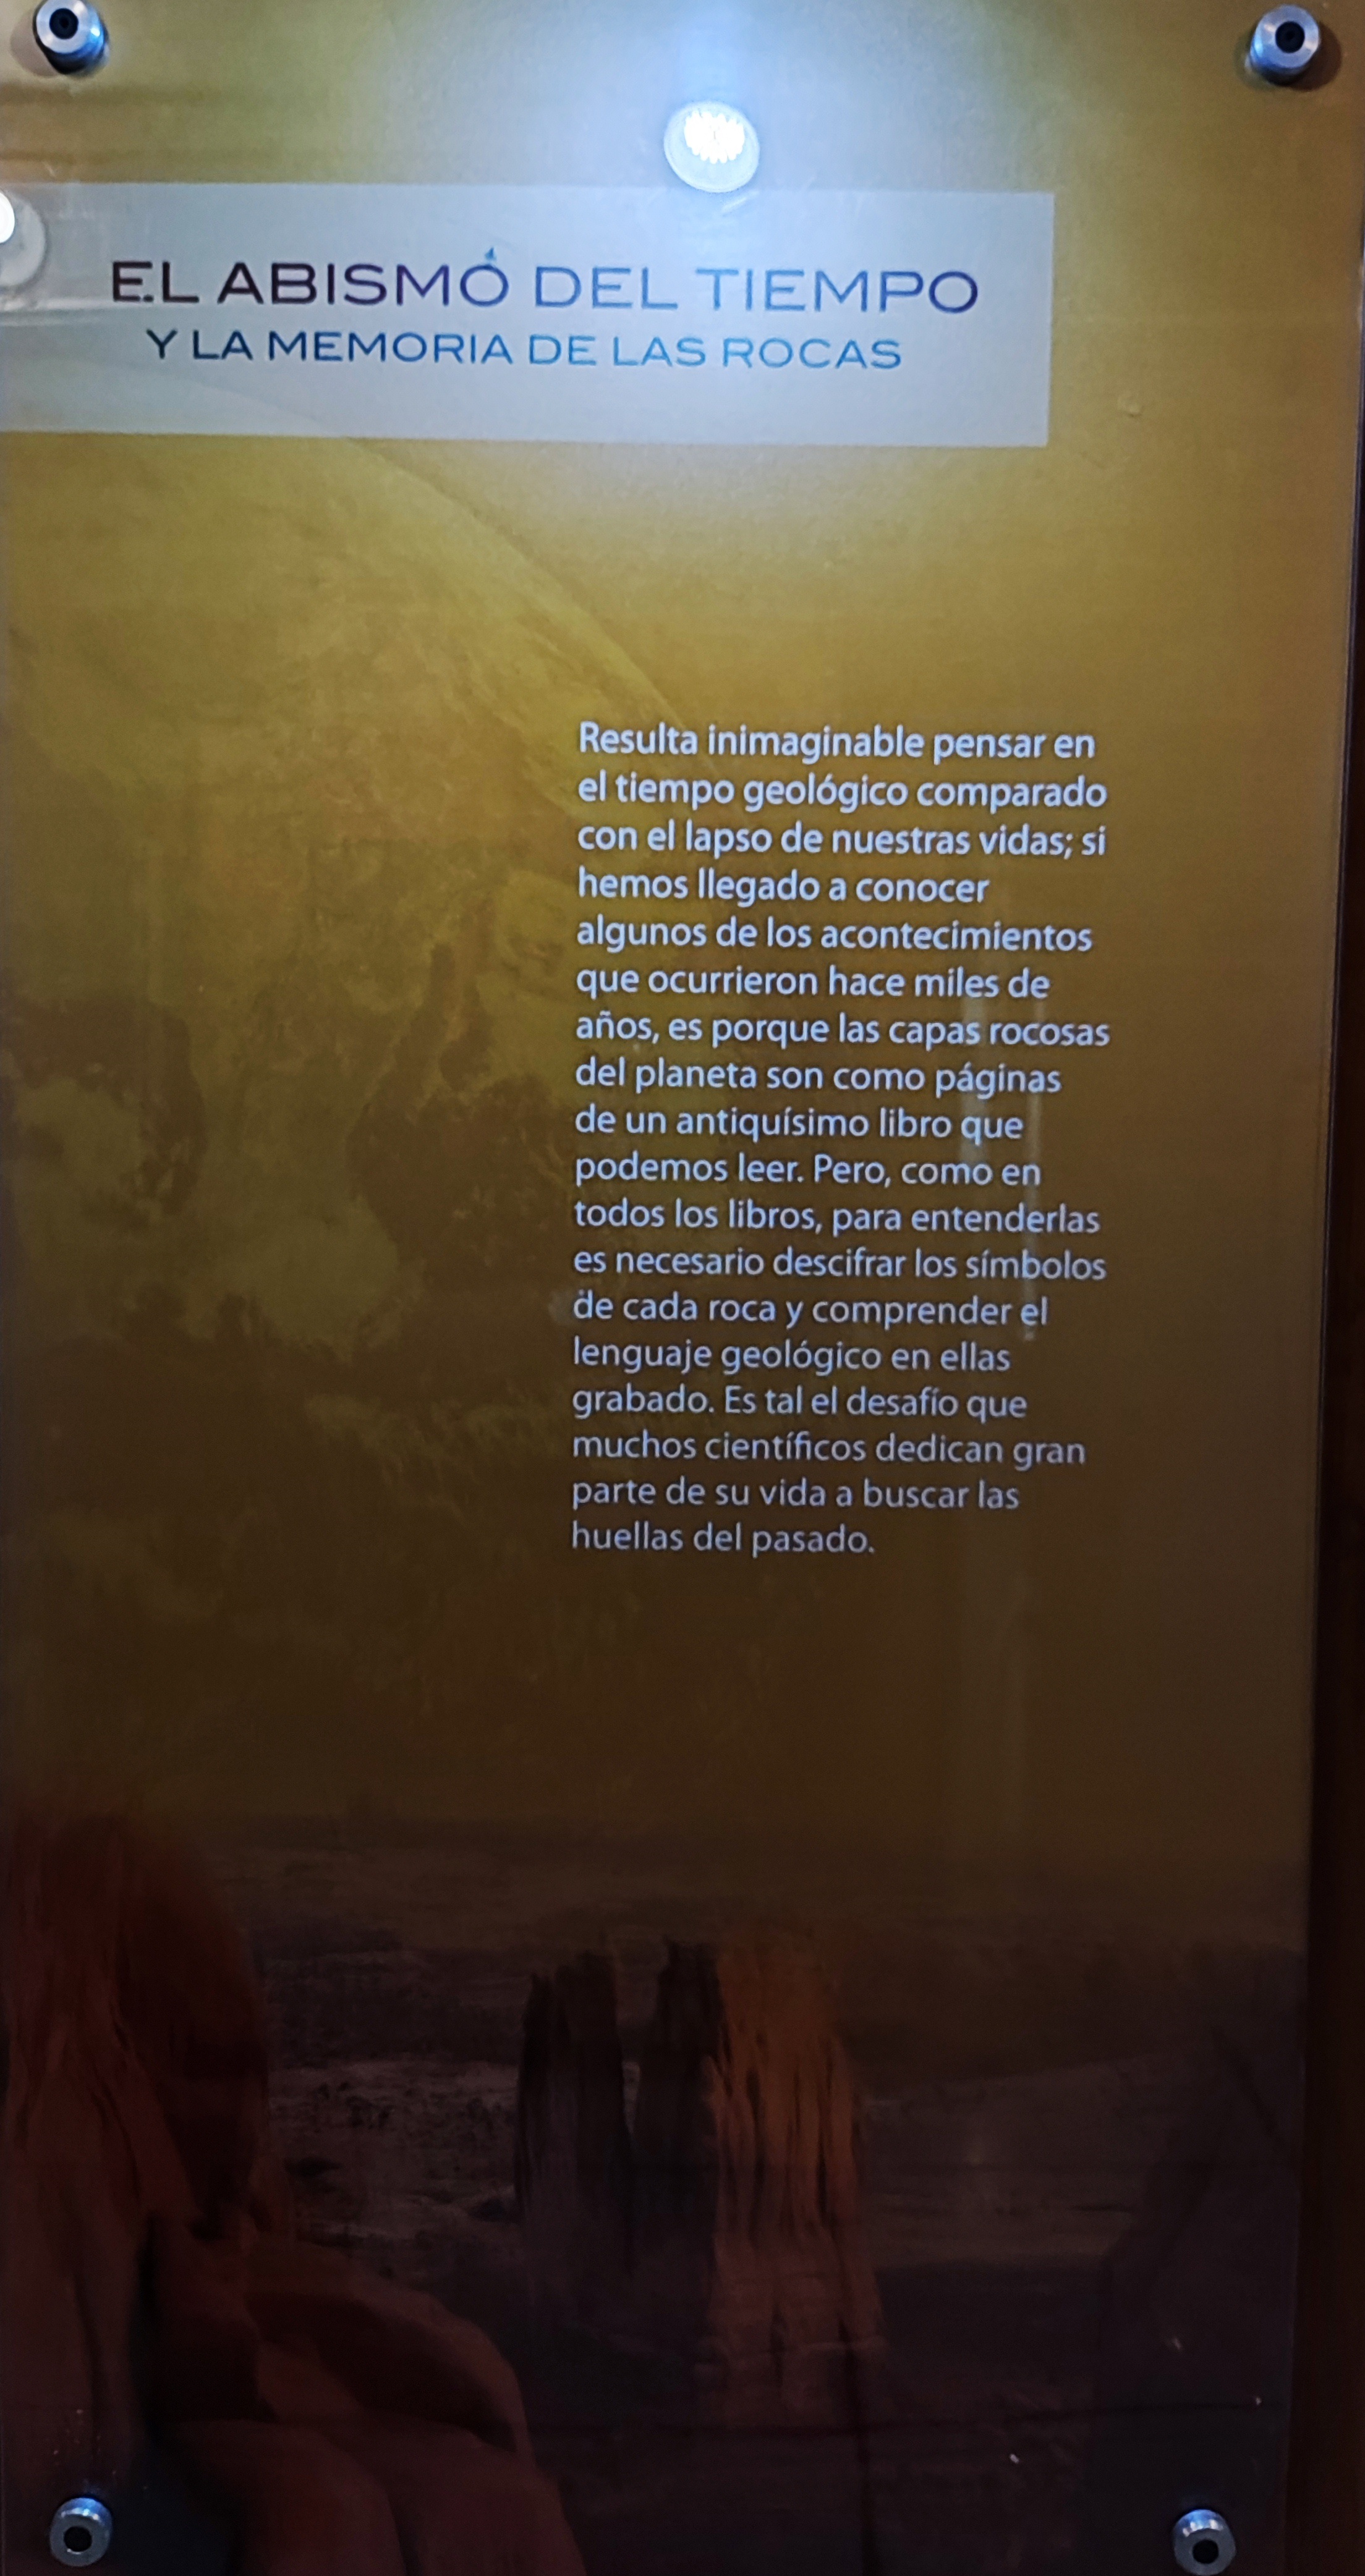 EL ABISMO DEL TIEMPO
Y LA MEMORIA DE LAS ROCAS
Resulta inimaginable pensar en
el tiempo geológico comparado
con el lapso de nuestras vidas; si
hemos llegado a conocer
algunos de los acontecimientos
que ocurrieron hace miles de
años, es porque las capas rocosas
del planeta son como páginas
de un antiquísimo libro que
podemos leer. Pero, como en
todos los libros, para entenderlas
es necesario descifrar los símbolos
de cada roca y comprender el
lenguaje geológico en ellas
grabado. Es tal el desafío que
muchos científicos dedican gran
parte de su vida a buscar las
huellas del pasado.